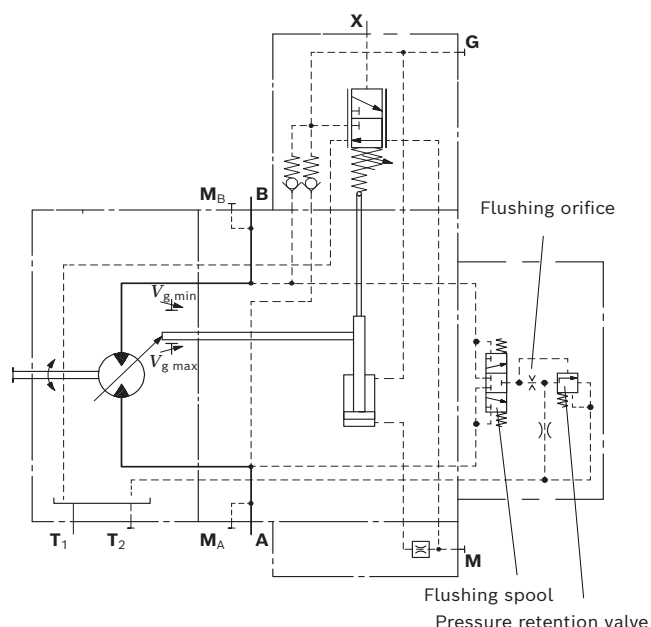 X
G
M_B
B
Flushing orifice
V_g min
V_g max
T_1
T_2
M_A
A
M
Flushing spool
Pressure retention valve